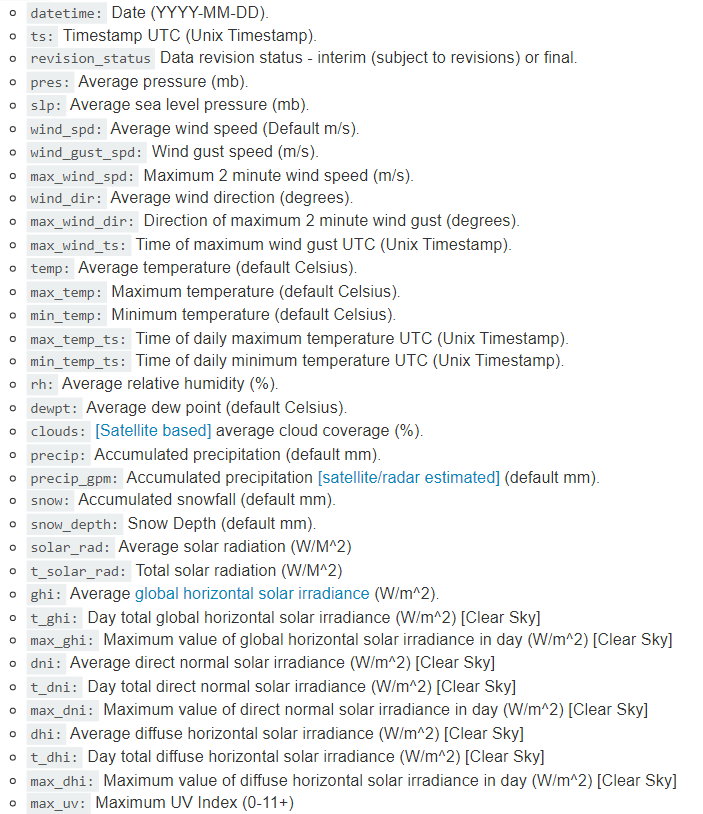 datetime: Date (YYYY-MM-DD).
ts: Timestamp UTC (Unix Timestamp).
revision_status Data revision status - interim (subject to revisions) or final.
pres: Average pressure (mb).
slp: Average sea level pressure (mb).
wind_spd: Average wind speed (Default m/s).
wind_gust_spd: Wind gust speed (m/s).
max_wind_spd: Maximum 2 minute wind speed (m/s).
wind_dir: Average wind direction (degrees).
max_wind_dir: Direction of maximum 2 minute wind gust (degrees).
max_wind_ts: Time of maximum wind gust UTC (Unix Timestamp).
temp: Average temperature (default Celsius).
max_temp: Maximum temperature (default Celsius).
min_temp: Minimum temperature (default Celsius).
max_temp_ts: Time of daily maximum temperature UTC (Unix Timestamp).
min_temp_ts: Time of daily minimum temperature UTC (Unix Timestamp).
rh: Average relative humidity (%).
dewpt: Average dew point (default Celsius).
clouds: [Satellite based] average cloud coverage (%).
precip: Accumulated precipitation (default mm).
precip_gpm: Accumulated precipitation [satellite/radar estimated] (default mm).
snow: Accumulated snowfall (default mm).
snow_depth: Snow Depth (default mm).
solar_rad: Average solar radiation (W/M^2)
t_solar_rad: Total solar radiation (W/M^2)
ghi: Average global horizontal solar irradiance (W/m^2).
t_ghi: Day total global horizontal solar irradiance (W/m^2) [Clear Sky]
max_ghi: Maximum value of global horizontal solar irradiance in day (W/m^2) [Clear Sky]
dni: Average direct normal solar irradiance (W/m^2) [Clear Sky]
t_dni: Day total direct normal solar irradiance (W/m^2) [Clear Sky]
max_dni: Maximum value of direct normal solar irradiance in day (W/m^2) [Clear Sky]
dhi: Average diffuse horizontal solar irradiance (W/m^2) [Clear Sky]
t_dhi: Day total diffuse horizontal solar irradiance (W/m^2) [Clear Sky]
max_dhi: Maximum value of diffuse horizontal solar irradiance in day (W/m^2) [Clear Sky]
max_uv: Maximum UV Index (0-11+)